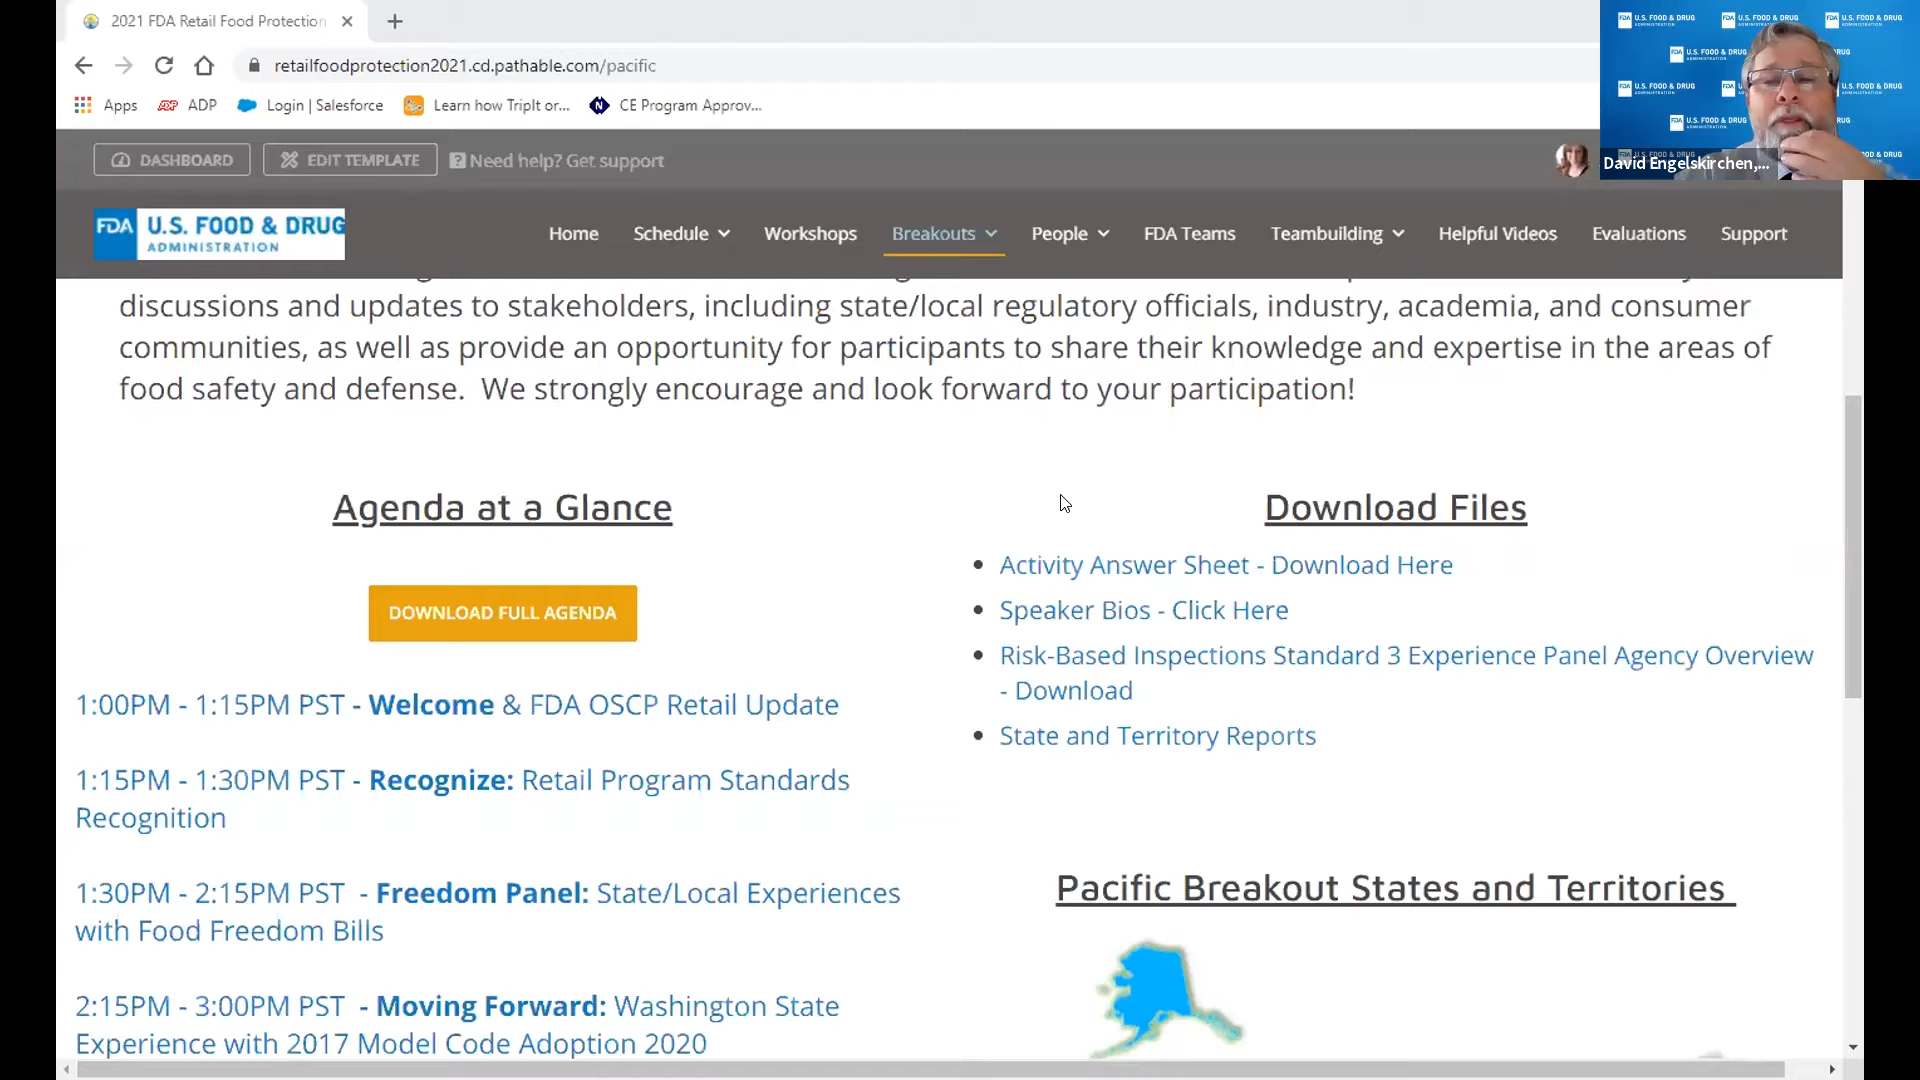 2021 FDA Retail Food Protection
retailfoodprotection2021.cd.pathable.com/pacific
Apps ADP Login | Salesforce Learn how TripIt or... N CE Program Approv...
DASHBOARD EDIT TEMPLATE ? Need help? Get support
FDA U.S. FOOD & DRUG
ADMINISTRATION
Home Schedule Workshops Breakouts People FDA Teams Teambuilding Helpful Videos Evaluations Support
discussions and updates to stakeholders, including state/local regulatory officials, industry, academia, and consumer
communities, as well as provide an opportunity for participants to share their knowledge and expertise in the areas of
food safety and defense. We strongly encourage and look forward to your participation!
Agenda at a Glance
DOWNLOAD FULL AGENDA
1:00PM - 1:15PM PST - Welcome & FDA OSCP Retail Update
1:15PM - 1:30PM PST - Recognize: Retail Program Standards
Recognition
1:30PM - 2:15PM PST - Freedom Panel: State/Local Experiences
with Food Freedom Bills
2:15PM - 3:00PM PST - Moving Forward: Washington State
Experience with 2017 Model Code Adoption 2020
Download Files
Activity Answer Sheet - Download Here
Speaker Bios - Click Here
Risk-Based Inspections Standard 3 Experience Panel Agency Overview
- Download
State and Territory Reports
Pacific Breakout States and Territories
FDA U.S. FOOD & DRUG
ADMINISTRATION
David Engelskirchen,...